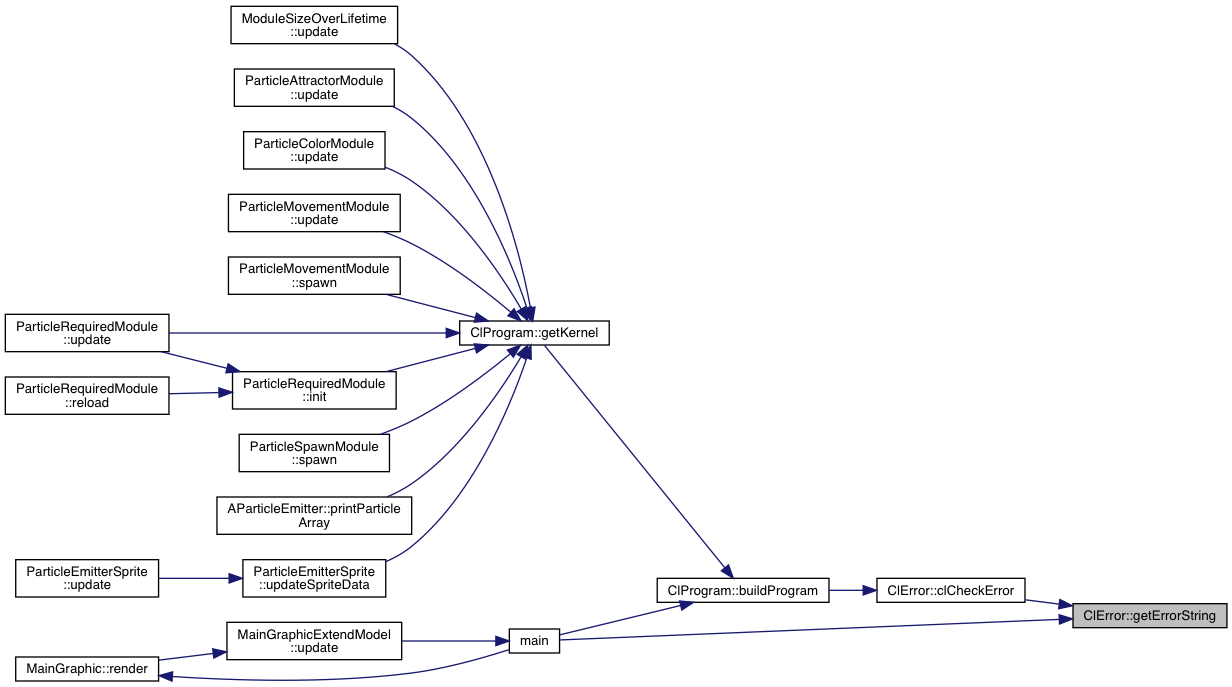 ModuleSizeOverLifetime
::update
ParticleAttractorModule
::update
ParticleColorModule
::update
ParticleMovementModule
::update
ParticleMovementModule
::spawn
ParticleRequiredModule
::update
ClProgram::getKernel
ParticleRequiredModule
::reload
ParticleRequiredModule
::init
ParticleSpawnModule
::spawn
AParticleEmitter::printParticle
Array
ParticleEmitterSprite
::update
ParticleEmitterSprite
::updateSpriteData
ClProgram::buildProgram
ClError::clCheckError
ClError::getErrorString
MainGraphicExtendModel
::update
main
MainGraphic::render